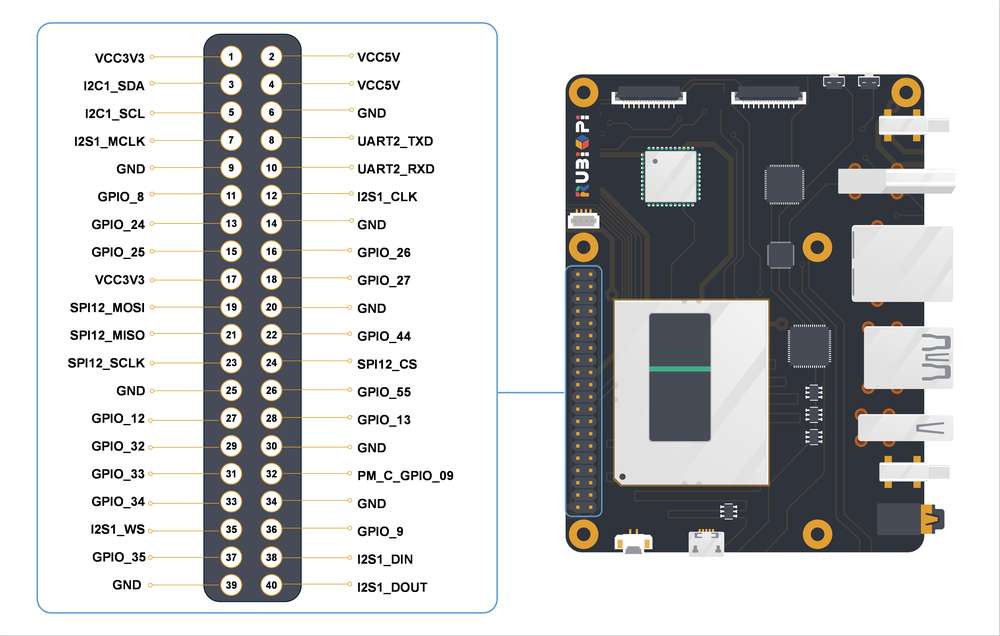 VCC3V3 1 2 VCC5V
I2C1_SDA 3 4 VCC5V
I2C1_SCL 5 6 GND
I2S1_MCLK 7 8 UART2_TXD
GND 9 10 UART2_RXD
GPIO_8 11 12 I2S1_CLK
GPIO_24 13 14 GND
GPIO_25 15 16 GPIO_26
VCC3V3 17 18 GPIO_27
SPI12_MOSI 19 20 GND
SPI12_MISO 21 22 GPIO_44
SPI12_SCLK 23 24 SPI12_CS
GND 25 26 GPIO_55
GPIO_12 27 28 GPIO_13
GPIO_32 29 30 GND
GPIO_33 31 32 PM_C_GPIO_09
GPIO_34 33 34 GND
I2S1_WS 35 36 GPIO_9
GPIO_35 37 38 I2S1_DIN
GND 39 40 I2S1_DOUT
RUBIK Pi